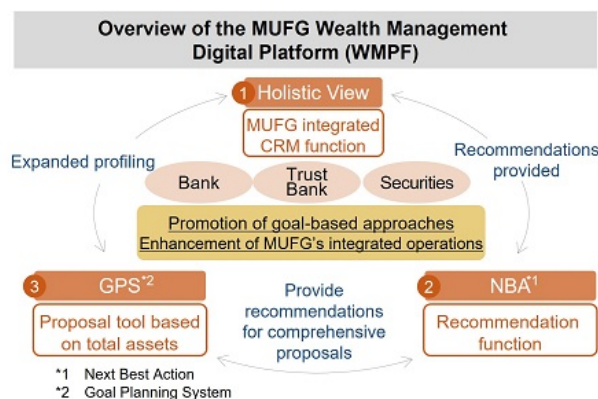 Overview of the MUFG Wealth Management
Digital Platform (WMPF)
1 Holistic View
MUFG integrated
CRM function
Expanded profiling
Recommendations
provided
Bank
Trust
Bank
Securities
Promotion of goal-based approaches
Enhancement of MUFG's integrated operations
3 GPS*2
Proposal tool based
on total assets
Provide
recommendations
for comprehensive
proposals
2 NBA*1
Recommendation
function
*1 Next Best Action
*2 Goal Planning System